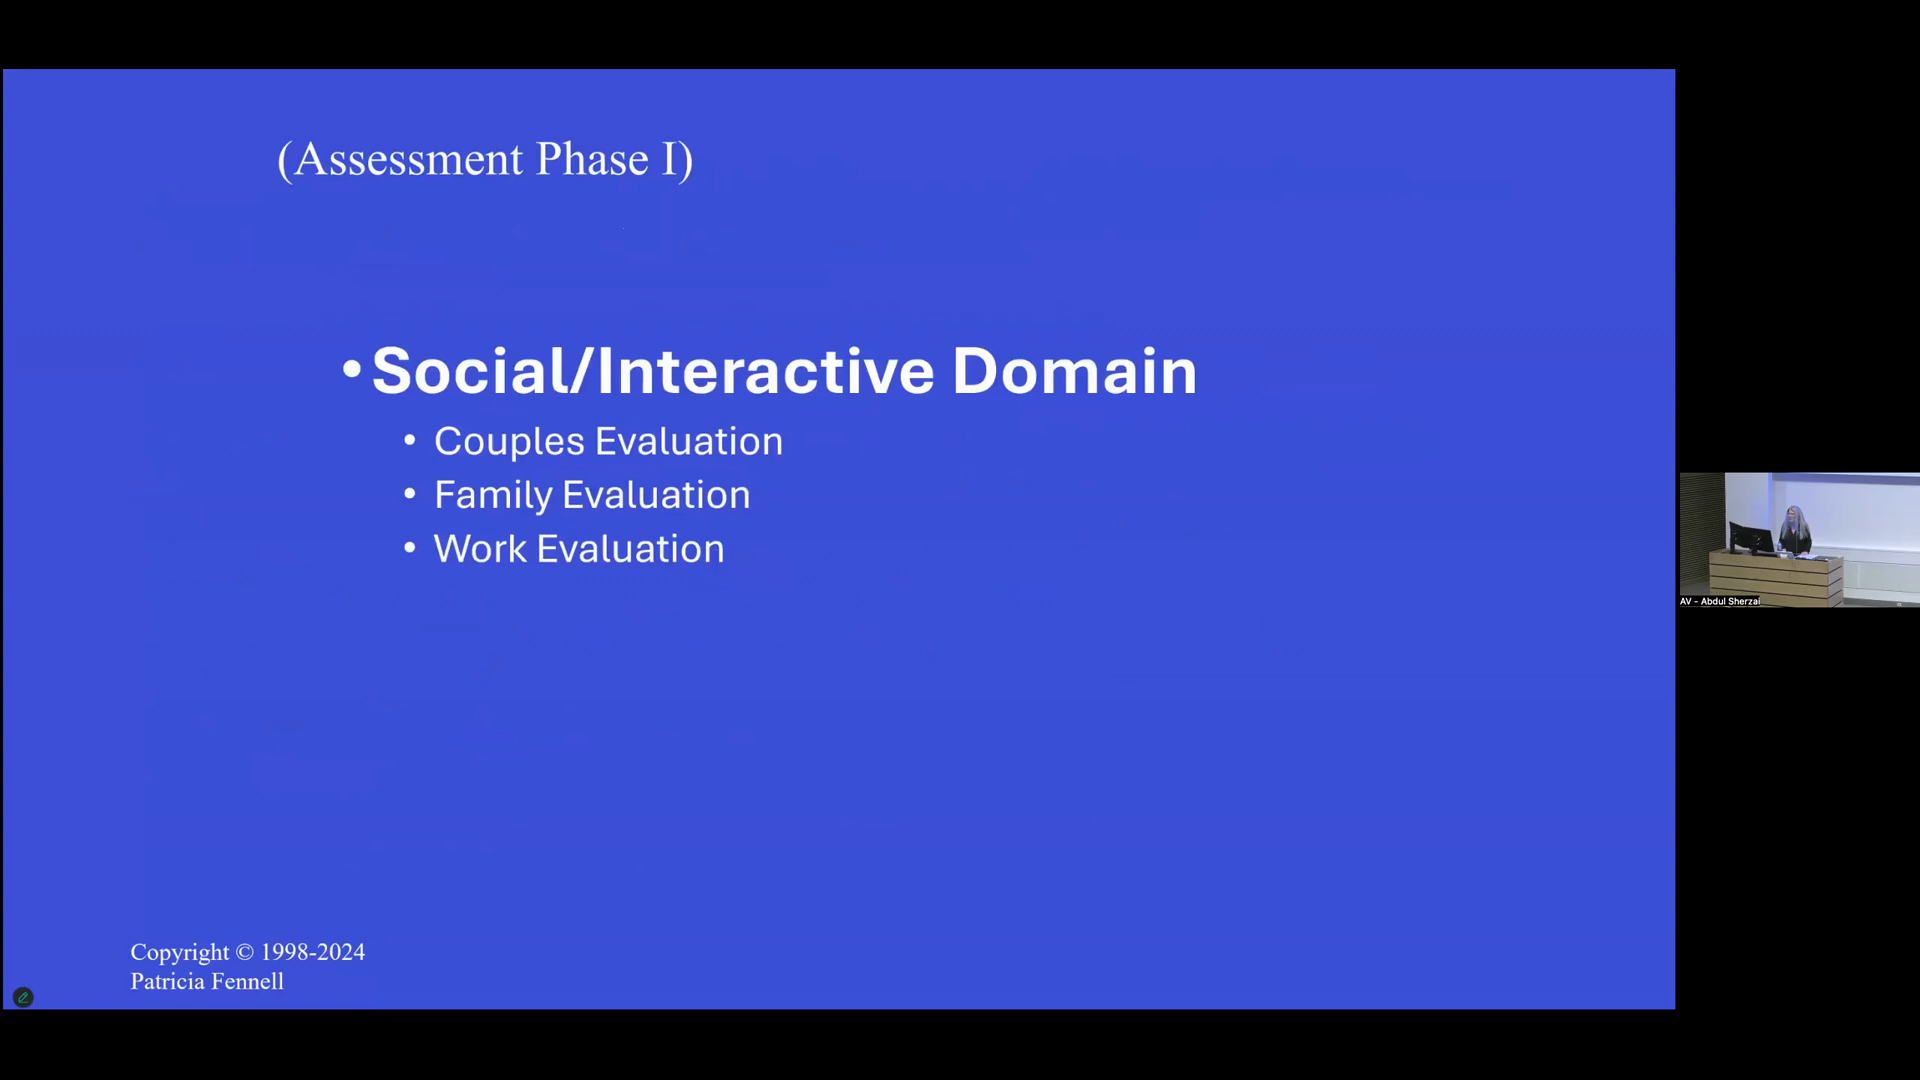 (Assessment Phase I)
• Social/Interactive Domain
• Couples Evaluation
• Family Evaluation
• Work Evaluation
Copyright © 1998-2024
Patricia Fennell
AV - Abdul Sherzai